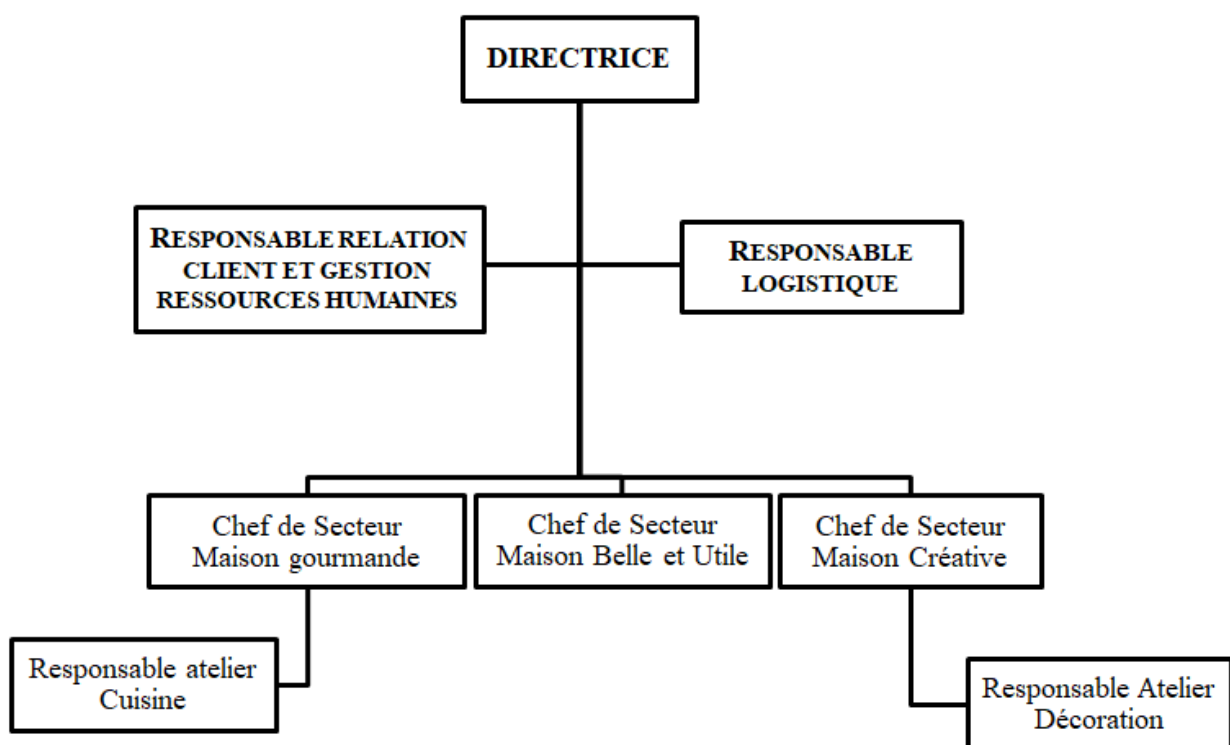 DIRECTRICE
RESPONSABLE RELATION
CLIENT ET GESTION
RESSOURCES HUMAINES
RESPONSABLE
LOGISTIQUE
Chef de Secteur
Maison gourmande
Chef de Secteur
Maison Belle et Utile
Chef de Secteur
Maison Créative
Responsable atelier
Cuisine
Responsable Atelier
Décoration